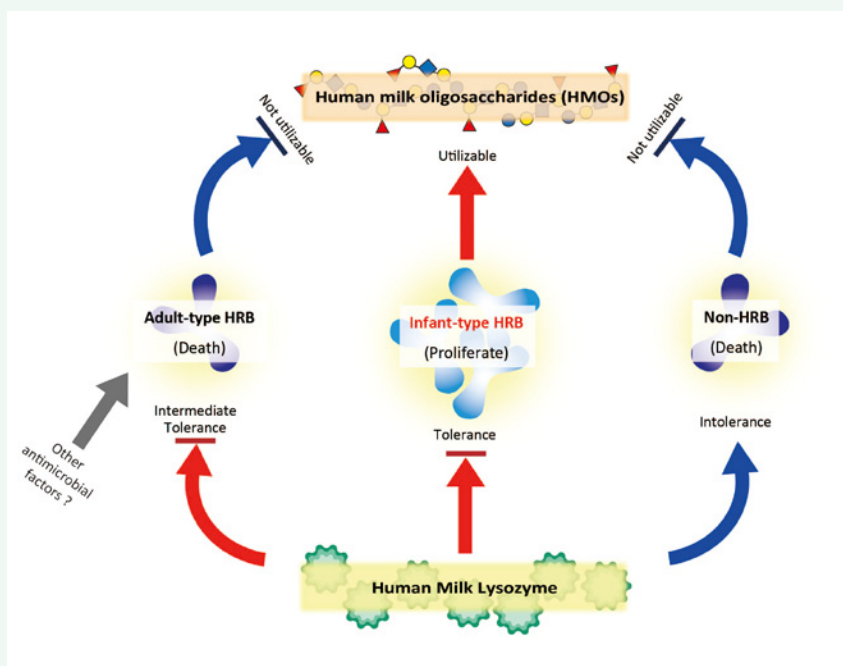 Human milk oligosaccharides (HMOs)
Not utilizable
Utilizable
Not utilizable
Adult-type HRB
(Death)
Infant-type HRB
(Proliferate)
Non-HRB
(Death)
Intermediate
Tolerance
Tolerance
Intolerance
Other
antimicrobial
factors ?
Human Milk Lysozyme